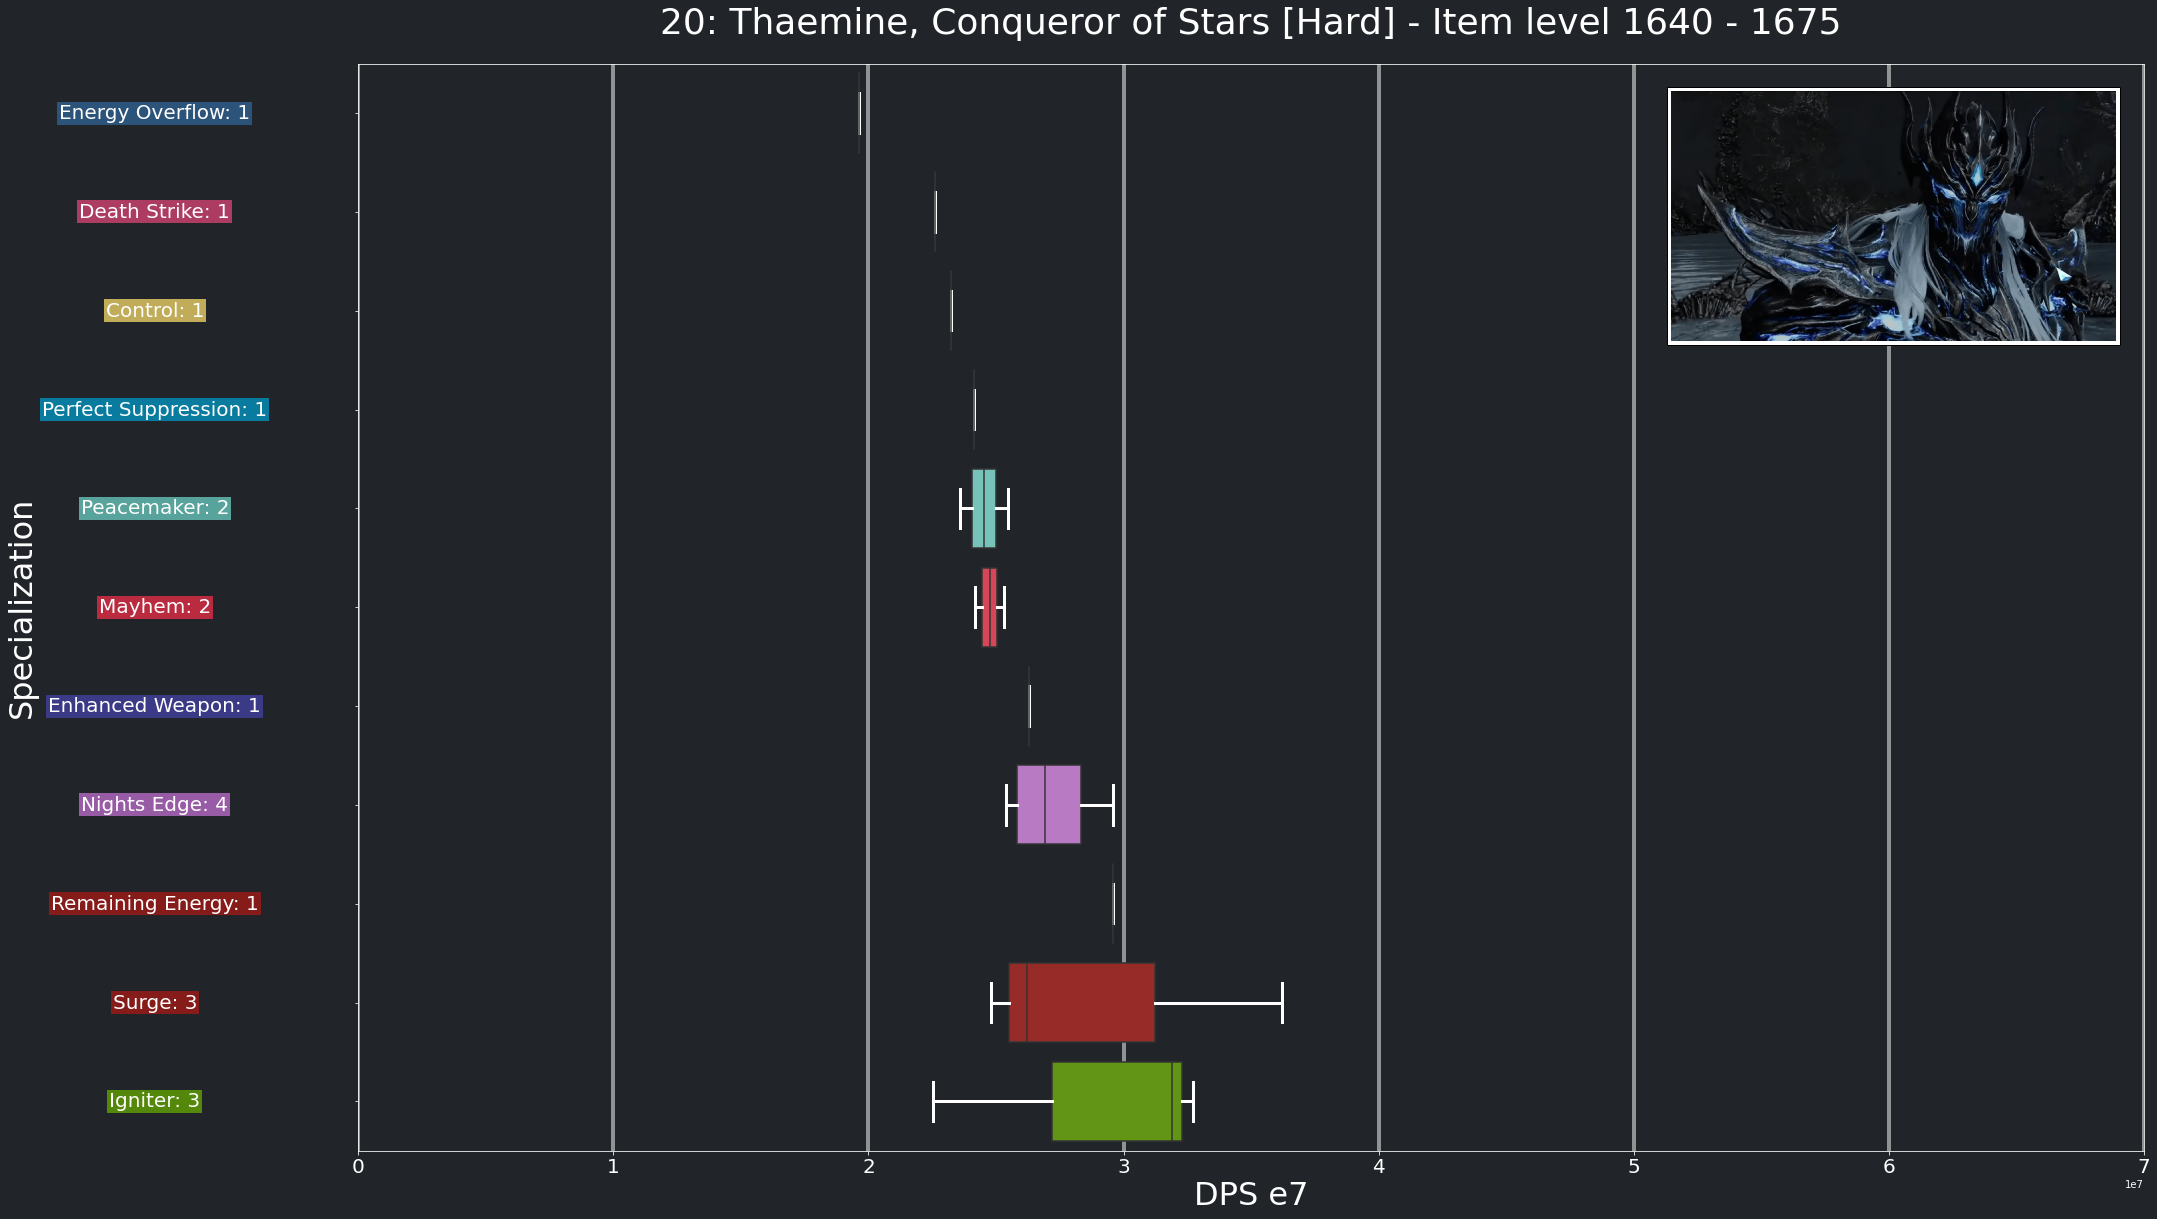 20: Thaemine, Conqueror of Stars [Hard] - Item level 1640 - 1675
Specialization
Energy Overflow: 1
Death Strike: 1
Control: 1
Perfect Suppression: 1
Peacemaker: 2
Mayhem: 2
Enhanced Weapon: 1
Nights Edge: 4
Remaining Energy: 1
Surge: 3
Igniter: 3
0 1 2 3 4 5 6 7
1e7
DPS e7